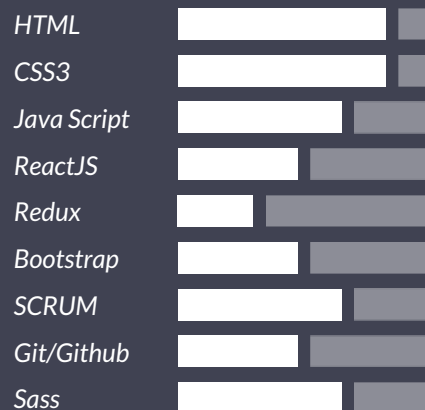 HTML
CSS3
Java Script
ReactJS
Redux
Bootstrap
SCRUM
Git/Github
Sass